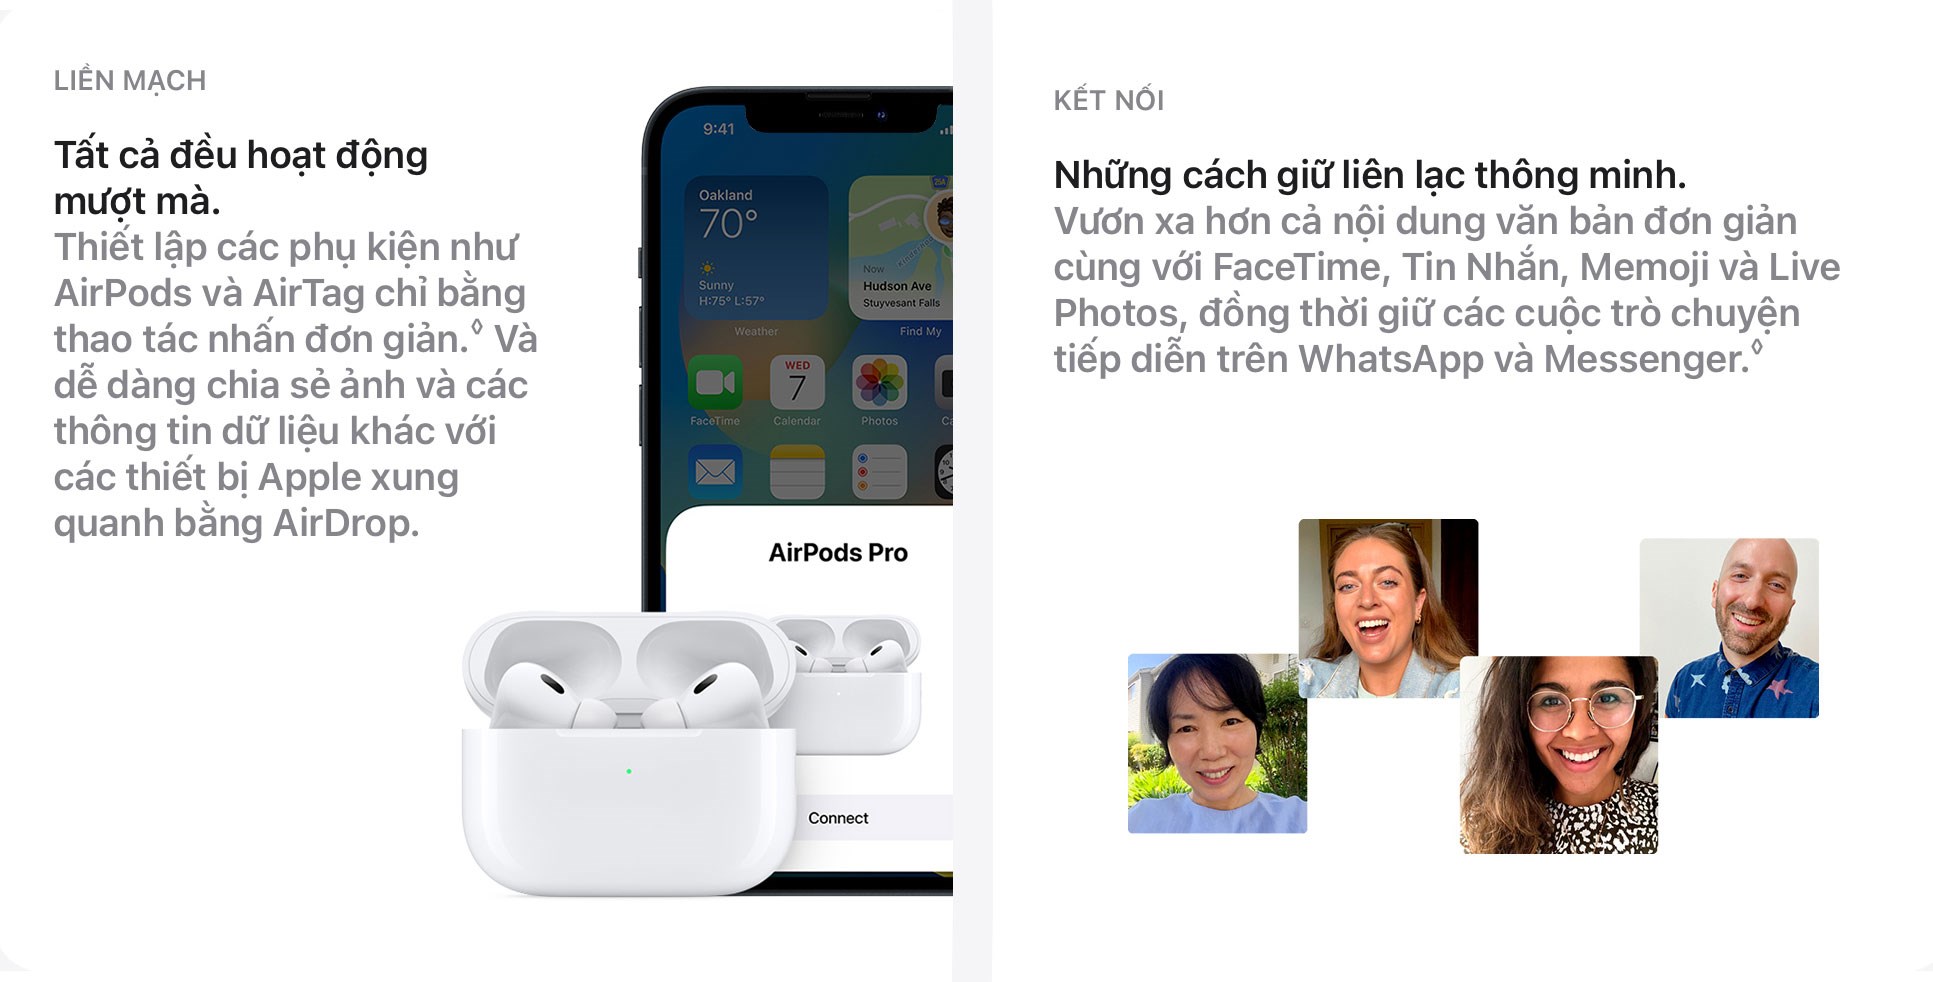 LIỀN MẠCH
Tất cả đều hoạt động
mượt mà.
Thiết lập các phụ kiện như
AirPods và AirTag chỉ bằng
thao tác nhấn đơn giản.◊ Và
dễ dàng chia sẻ ảnh và các
thông tin dữ liệu khác với
các thiết bị Apple xung
quanh bằng AirDrop.
9:41
Oakland
70°
Sunny
H:75° L:57°
Weather
25A
Now
Hudson Ave
Stuyvesant Falls
Find My
WED
7
FaceTime
Calendar
Photos
AirPods Pro
Connect
KẾT NỐI
Những cách giữ liên lạc thông minh.
Vươn xa hơn cả nội dung văn bản đơn giản
cùng với FaceTime, Tin Nhắn, Memoji và Live
Photos, đồng thời giữ các cuộc trò chuyện
tiếp diễn trên WhatsApp và Messenger.◊